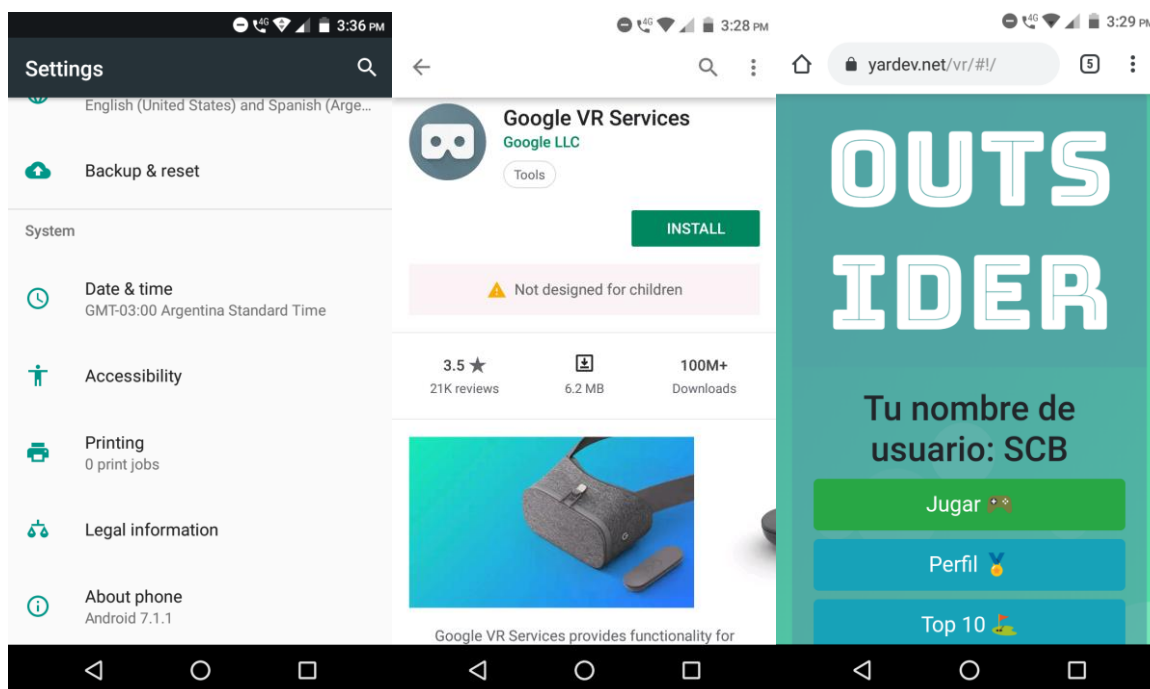 4G 3:36 PM
Settings
English (United States) and Spanish (Arge...
Backup & reset
System
Date & time
GMT-03:00 Argentina Standard Time
Accessibility
Printing
0 print jobs
Legal information
About phone
Android 7.1.1
4G 3:28 PM
Google VR Services
Google LLC
Tools
INSTALL
Not designed for children
3.5 ★
21K reviews
6.2 MB
100M+
Downloads
Google VR Services provides functionality for
4G 3:29 PM
yardev.net/vr/#!/
5
OUTS
IDER
Tu nombre de
usuario: SCB
Jugar 🎮
Perfil 🏅
Top 10 ⛳